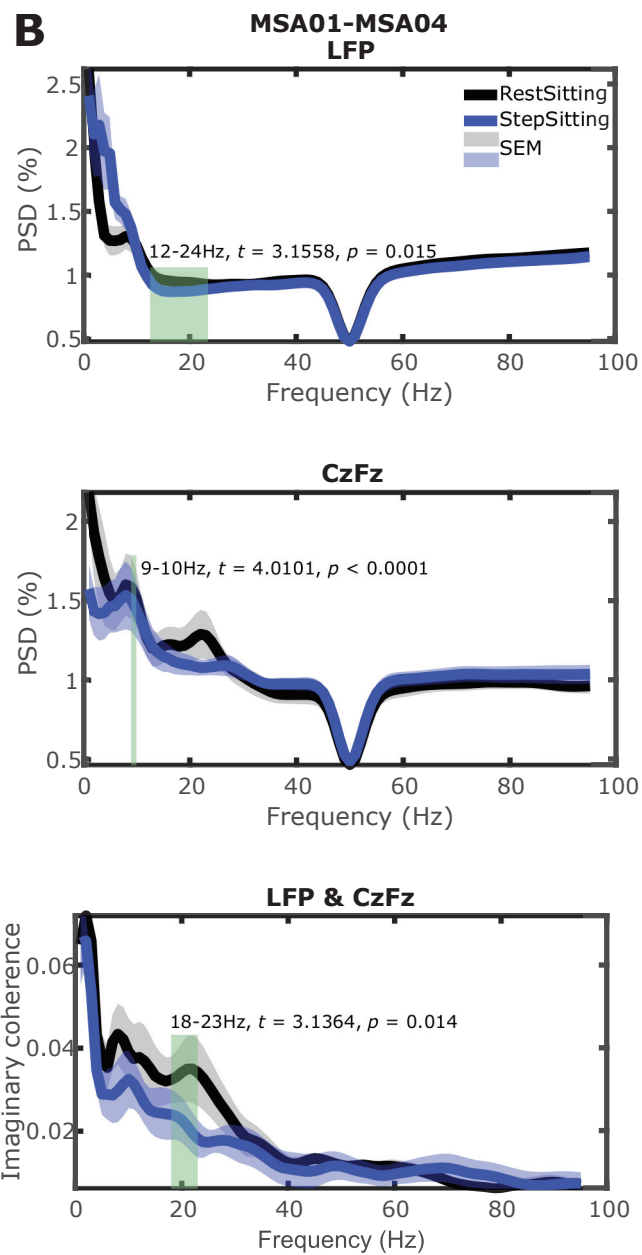 B
MSA01-MSA04
LFP
2.5
2
1.5
1
0.5
PSD (%)
RestSitting
StepSitting
SEM
12-24Hz, t = 3.1558, p = 0.015
0 20 40 60 80 100
Frequency (Hz)
CzFz
2
1.5
1
0.5
PSD (%)
9-10Hz, t = 4.0101, p < 0.0001
0 20 40 60 80 100
Frequency (Hz)
LFP & CzFz
0.06
0.04
0.02
Imaginary coherence
18-23Hz, t = 3.1364, p = 0.014
0 20 40 60 80 100
Frequency (Hz)